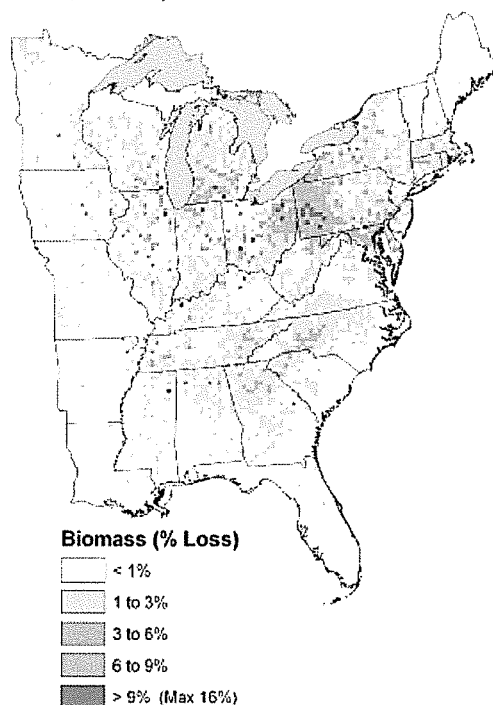 Biomass (% Loss)
< 1%
1 to 3%
3 to 6%
6 to 9%
> 9% (Max 16%)